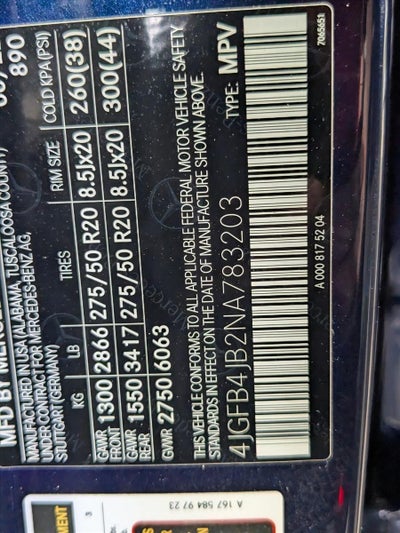 MFD BY MERCE
MANUFACTURED IN USA (ALABAMA, TUSCALOOSA COUNTY) 890
UNDER CONTRACT FOR MERCEDES-BENZ AG,
STUTTGART (GERMANY)
KG LB TIRES RIM SIZE COLD KPA (PSI)
GAWR FRONT 1300 2866 275/50 R20 8.5Jx20 260(38)
GAWR REAR 1550 3417 275/50 R20 8.5Jx20 300(44)
GVWR 2750 6063
THIS VEHICLE CONFORMS TO ALL APPLICABLE FEDERAL MOTOR VEHICLE SAFETY
STANDARDS IN EFFECT ON THE DATE OF MANUFACTURE SHOWN ABOVE.
4JGFB4JB2NA783203 TYPE: MPV
A 000 817 52 04 7065651
A 167 584 97 23
3